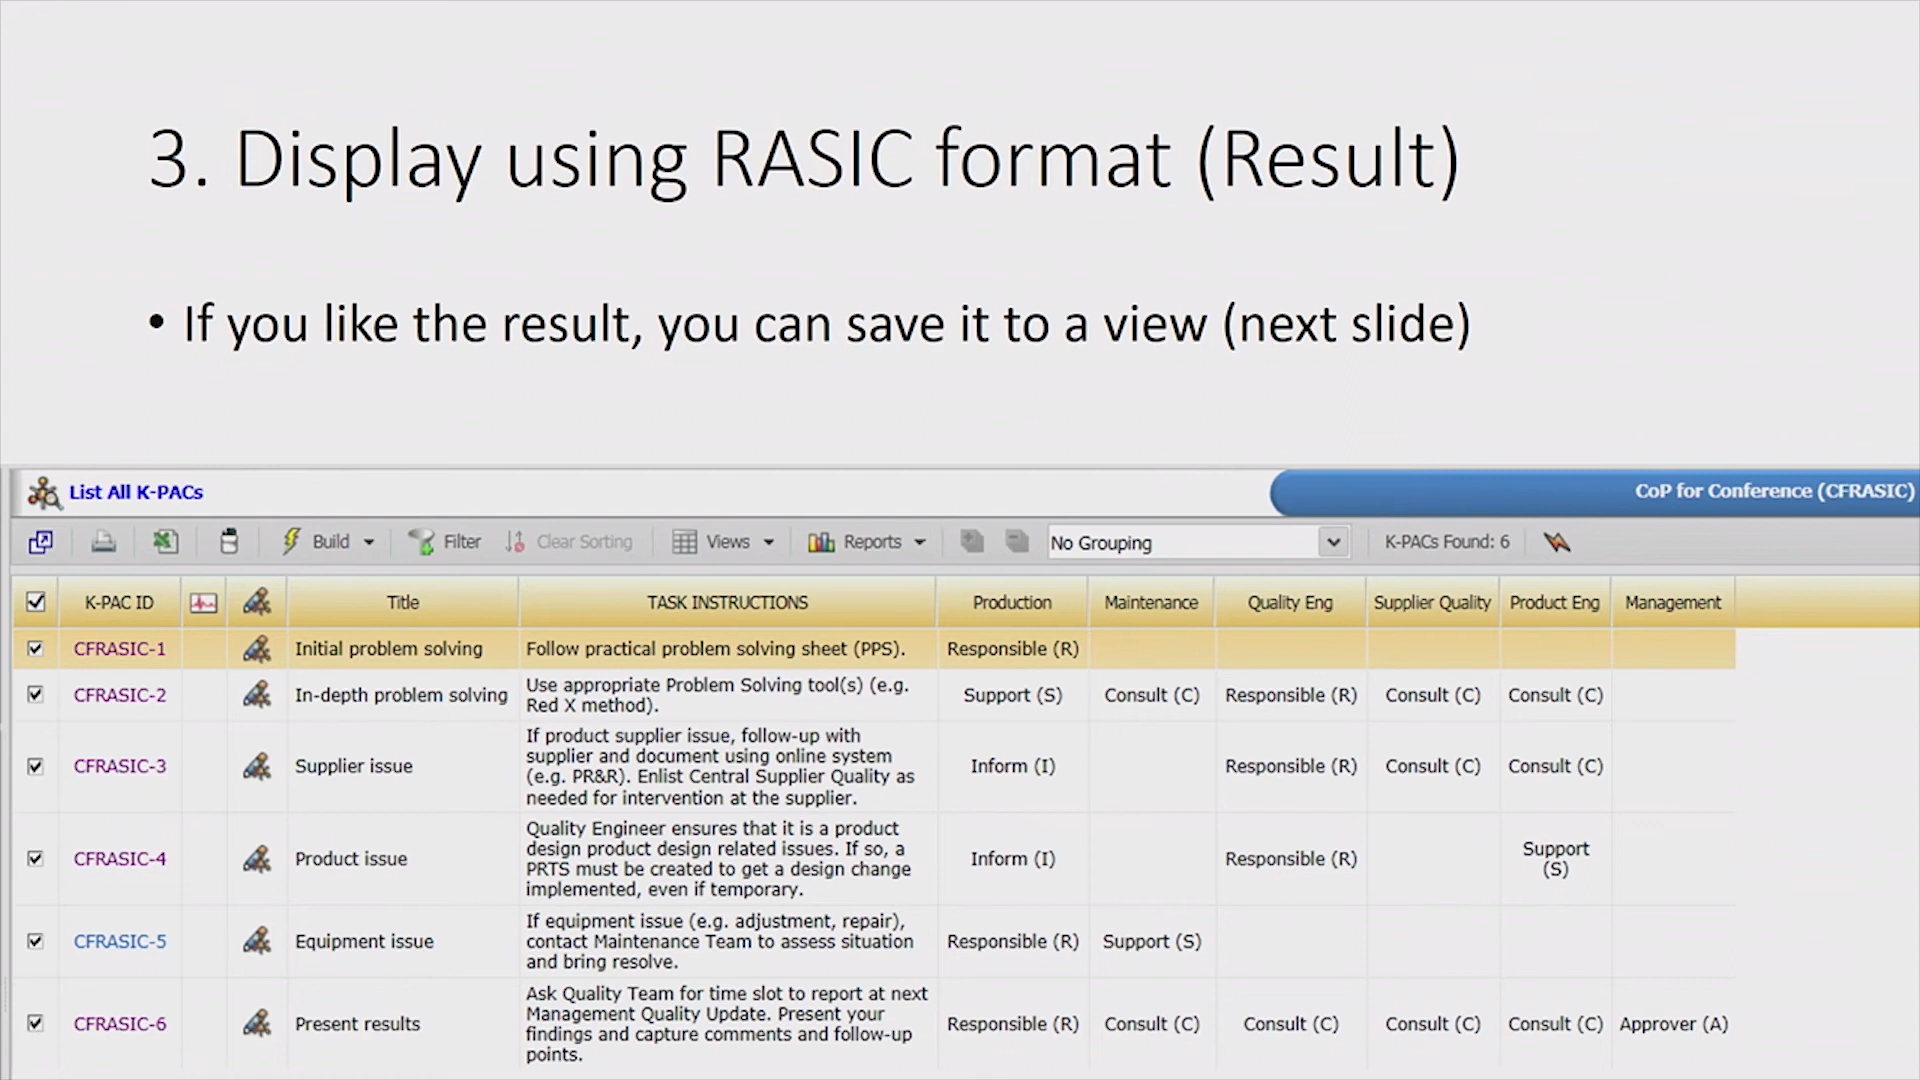 3. Display using RASIC format (Result)
• If you like the result, you can save it to a view (next slide)
List All K-PACs
CoP for Conference (CFRASIC)
Build Filter Clear Sorting Views Reports No Grouping K-PACs Found: 6
K-PAC ID Title TASK INSTRUCTIONS Production Maintenance Quality Eng Supplier Quality Product Eng Management
CFRASIC-1 Initial problem solving Follow practical problem solving sheet (PPS). Responsible (R)
CFRASIC-2 In-depth problem solving Use appropriate Problem Solving tool(s) (e.g.
Red X method). Support (S) Consult (C) Responsible (R) Consult (C) Consult (C)
CFRASIC-3 Supplier issue If product supplier issue, follow-up with
supplier and document using online system
(e.g. PR&R). Enlist Central Supplier Quality as
needed for intervention at the supplier. Inform (I) Responsible (R) Consult (C) Consult (C)
CFRASIC-4 Product issue Quality Engineer ensures that it is a product
design product design related issues. If so, a
PRTS must be created to get a design change
implemented, even if temporary. Inform (I) Responsible (R) Support
(S)
CFRASIC-5 Equipment issue If equipment issue (e.g. adjustment, repair),
contact Maintenance Team to assess situation
and bring resolve. Responsible (R) Support (S)
CFRASIC-6 Present results Ask Quality Team for time slot to report at next
Management Quality Update. Present your
findings and capture comments and follow-up
points. Responsible (R) Consult (C) Consult (C) Consult (C) Consult (C) Approver (A)